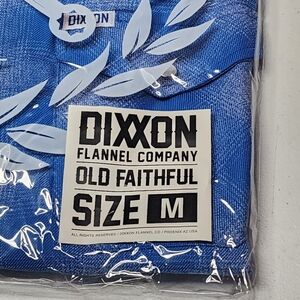 DIXXON
DIXXON
FLANNEL COMPANY
OLD FAITHFUL
SIZE M
ALL RIGHTS RESERVED / DIXXON FLANNEL CO / PHOENIX AZ USA